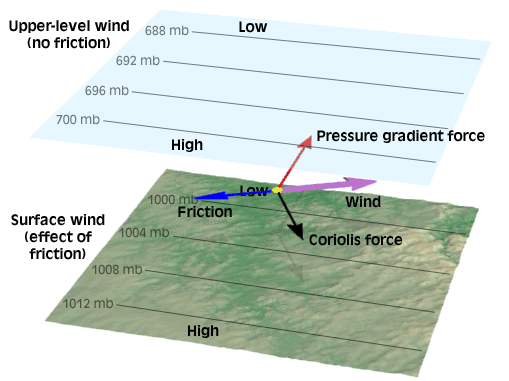 Upper-level wind
(no friction)
688 mb
Low
692 mb
696 mb
700 mb
High
Pressure gradient force
Low
1000 mb
Friction
Wind
Surface wind
(effect of
friction)
1004 mb
Coriolis force
1008 mb
1012 mb
High